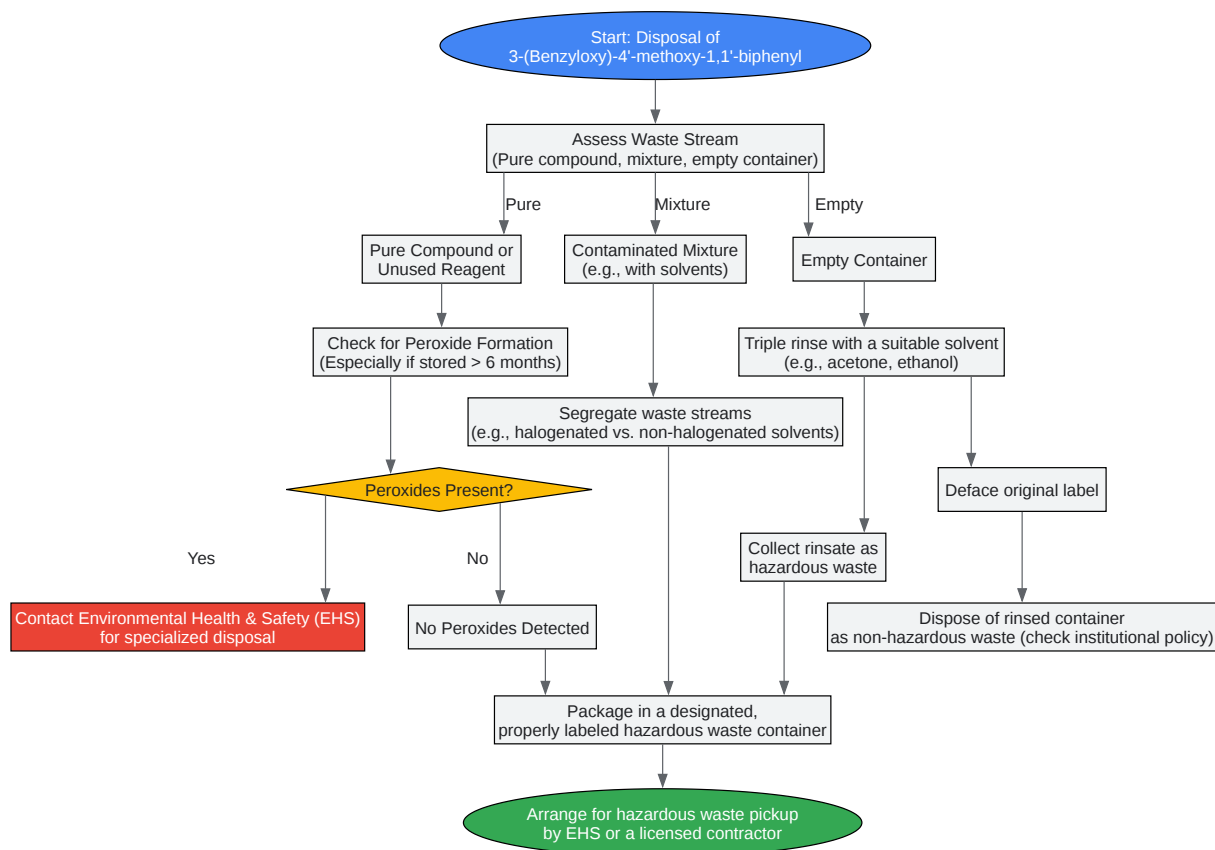 Start: Disposal of
3-(Benzyloxy)-4'-methoxy-1,1'-biphenyl
Assess Waste Stream
(Pure compound, mixture, empty container)
Pure
Mixture
Empty
Pure Compound or
Unused Reagent
Contaminated Mixture
(e.g., with solvents)
Empty Container
Check for Peroxide Formation
(Especially if stored > 6 months)
Triple rinse with a suitable solvent
(e.g., acetone, ethanol)
Segregate waste streams
(e.g., halogenated vs. non-halogenated solvents)
Peroxides Present?
Deface original label
Yes
No
Collect rinsate as
hazardous waste
Contact Environmental Health & Safety (EHS)
for specialized disposal
No Peroxides Detected
Dispose of rinsed container
as non-hazardous waste (check institutional policy)
Package in a designated,
properly labeled hazardous waste container
Arrange for hazardous waste pickup
by EHS or a licensed contractor